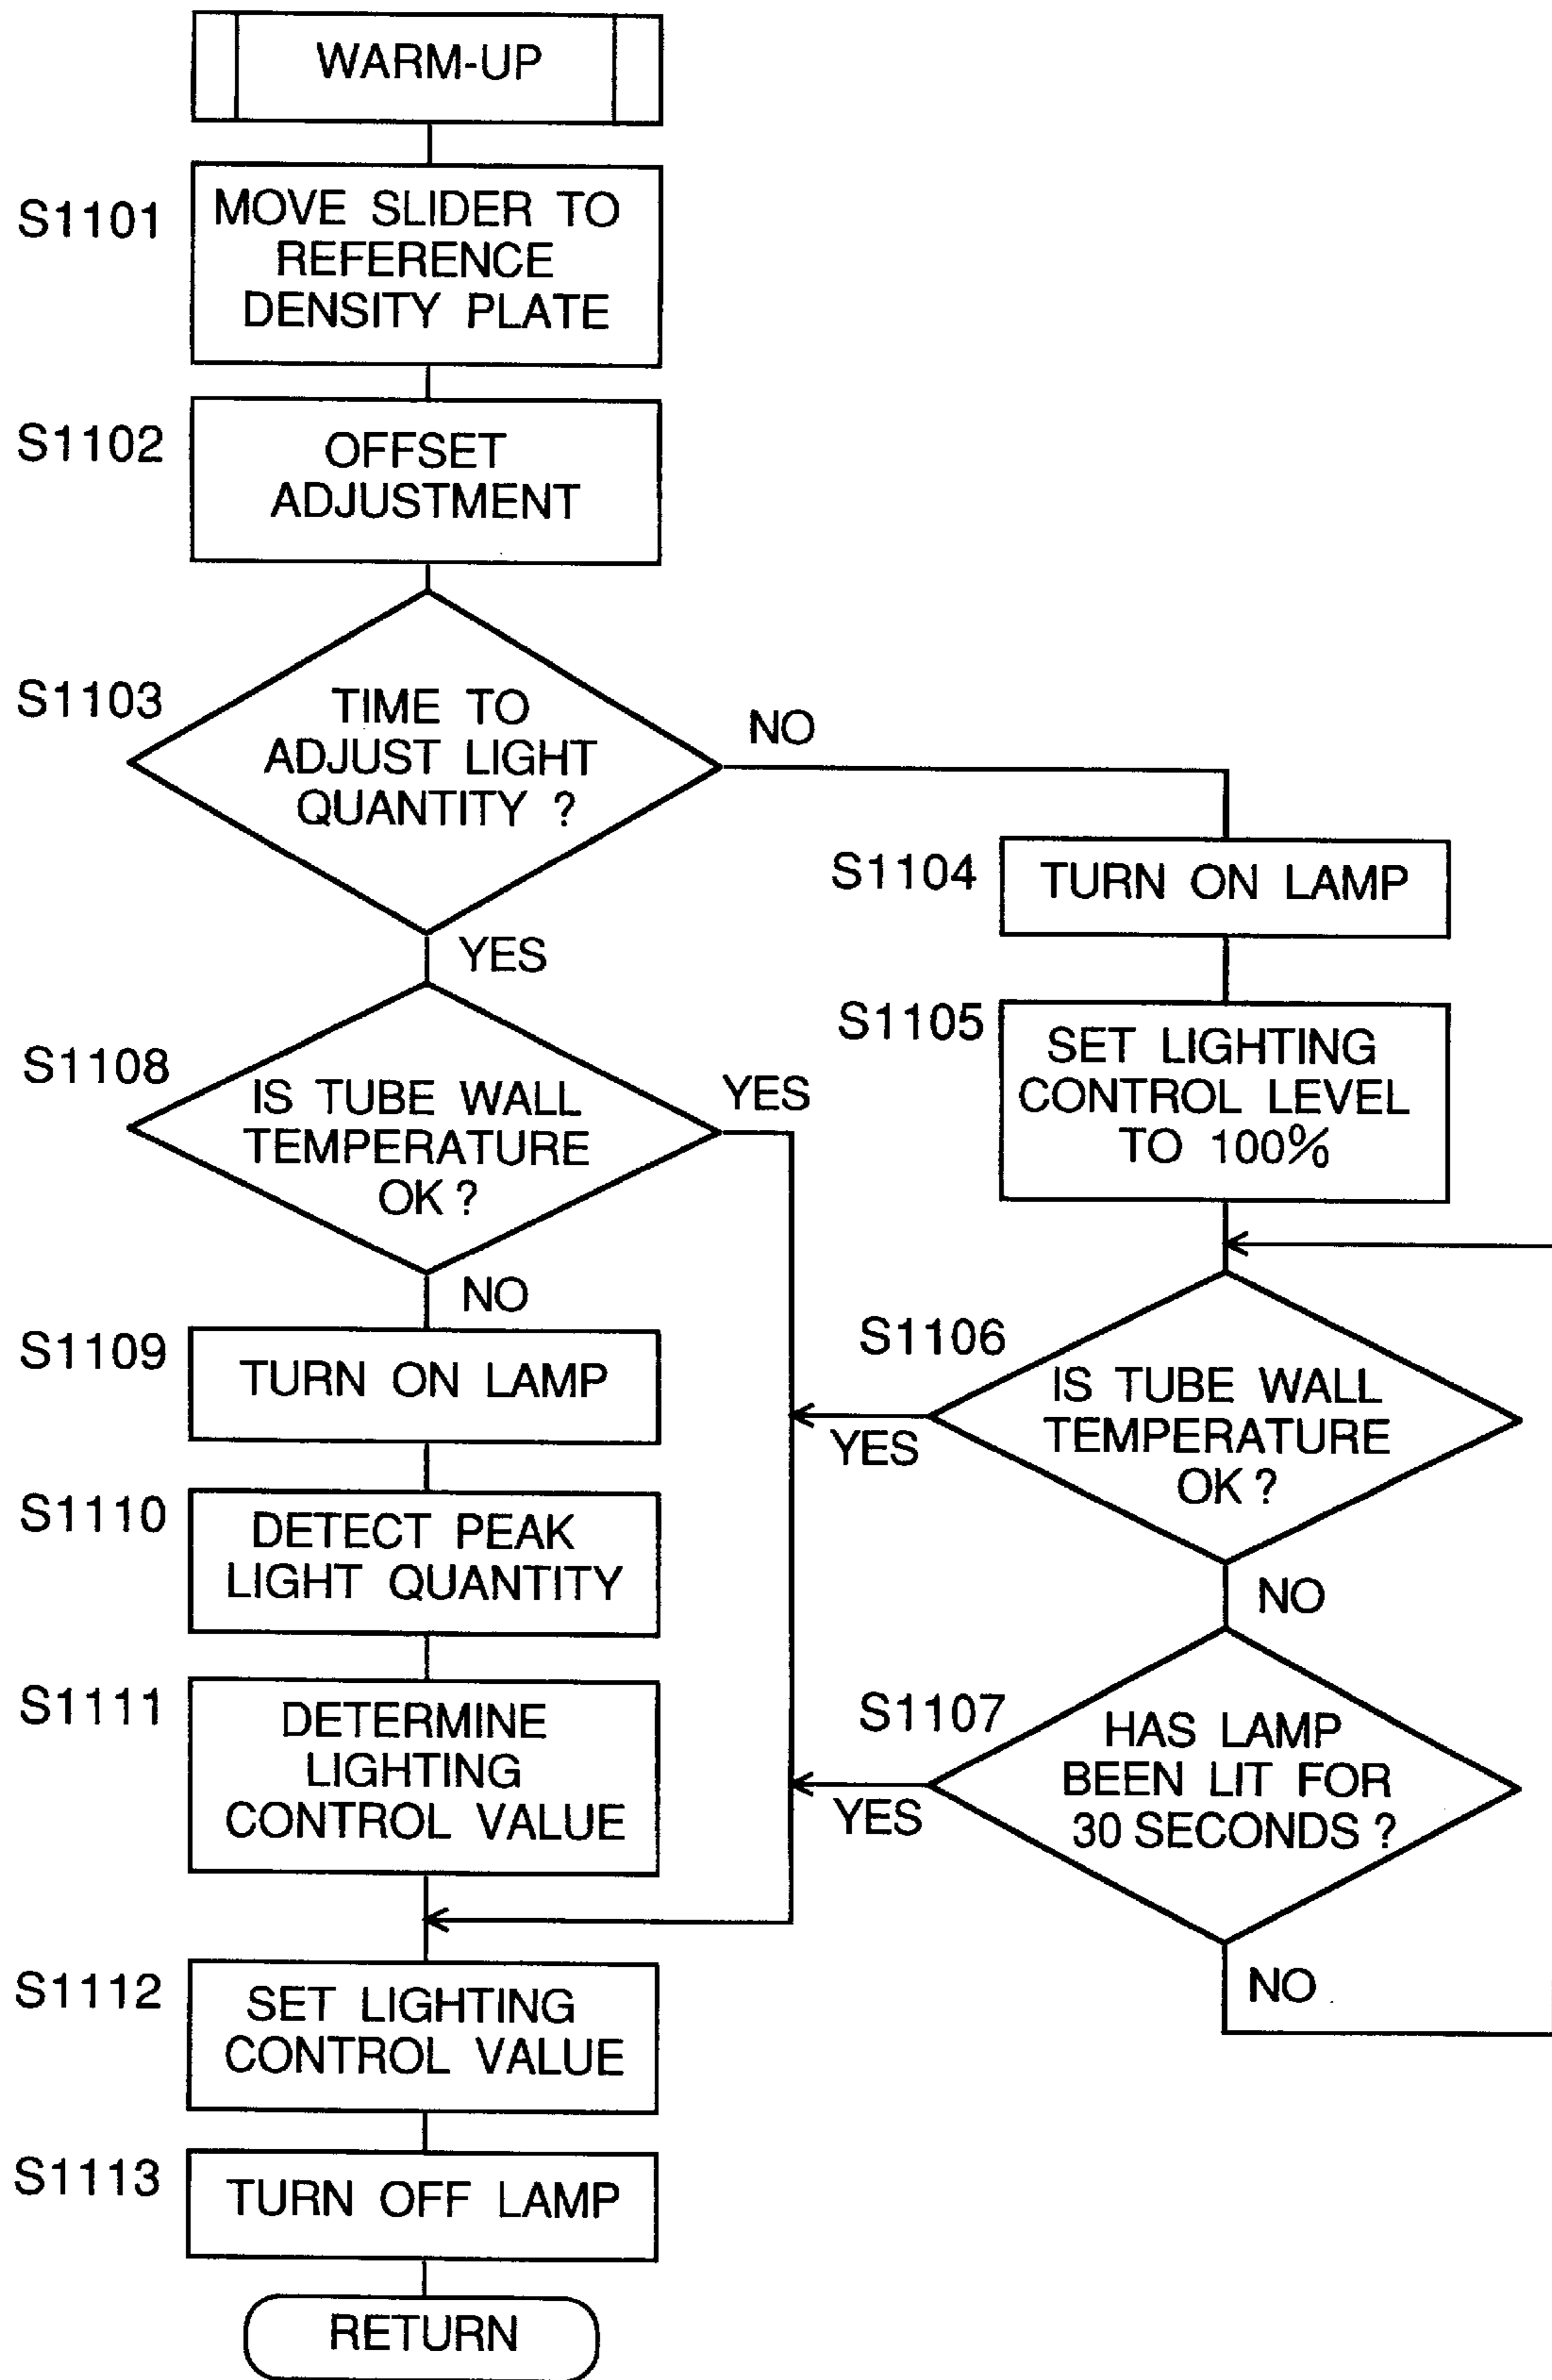 WARM-UP
S1101
MOVE SLIDER TO
REFERENCE
DENSITY PLATE
S1102
OFFSET
ADJUSTMENT
S1103
TIME TO
ADJUST LIGHT
QUANTITY ?
NO
YES
S1104
TURN ON LAMP
S1105
SET LIGHTING
CONTROL LEVEL
TO 100%
S1106
IS TUBE WALL
TEMPERATURE
OK ?
YES
NO
S1107
HAS LAMP
BEEN LIT FOR
30 SECONDS ?
YES
NO
S1108
IS TUBE WALL
TEMPERATURE
OK ?
YES
NO
S1109
TURN ON LAMP
S1110
DETECT PEAK
LIGHT QUANTITY
S1111
DETERMINE
LIGHTING
CONTROL VALUE
S1112
SET LIGHTING
CONTROL VALUE
S1113
TURN OFF LAMP
RETURN